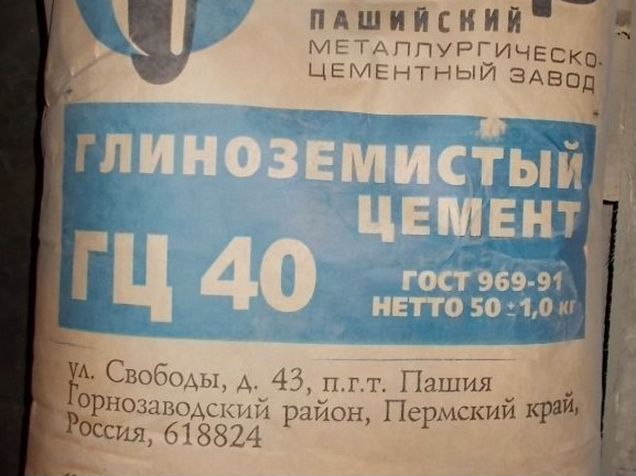 ПАШИЙСКИЙ
МЕТАЛЛУРГИЧЕСКО-
ЦЕМЕНТНЫЙ ЗАВОД
ГЛИНОЗЕМИСТЫЙ
ЦЕМЕНТ
ГЦ 40
ГОСТ 969-91
НЕТТО 50 ± 1,0 кг
ул. Свободы, д. 43, п.г.т. Пашия
Горнозаводский район, Пермский край,
Россия, 618824